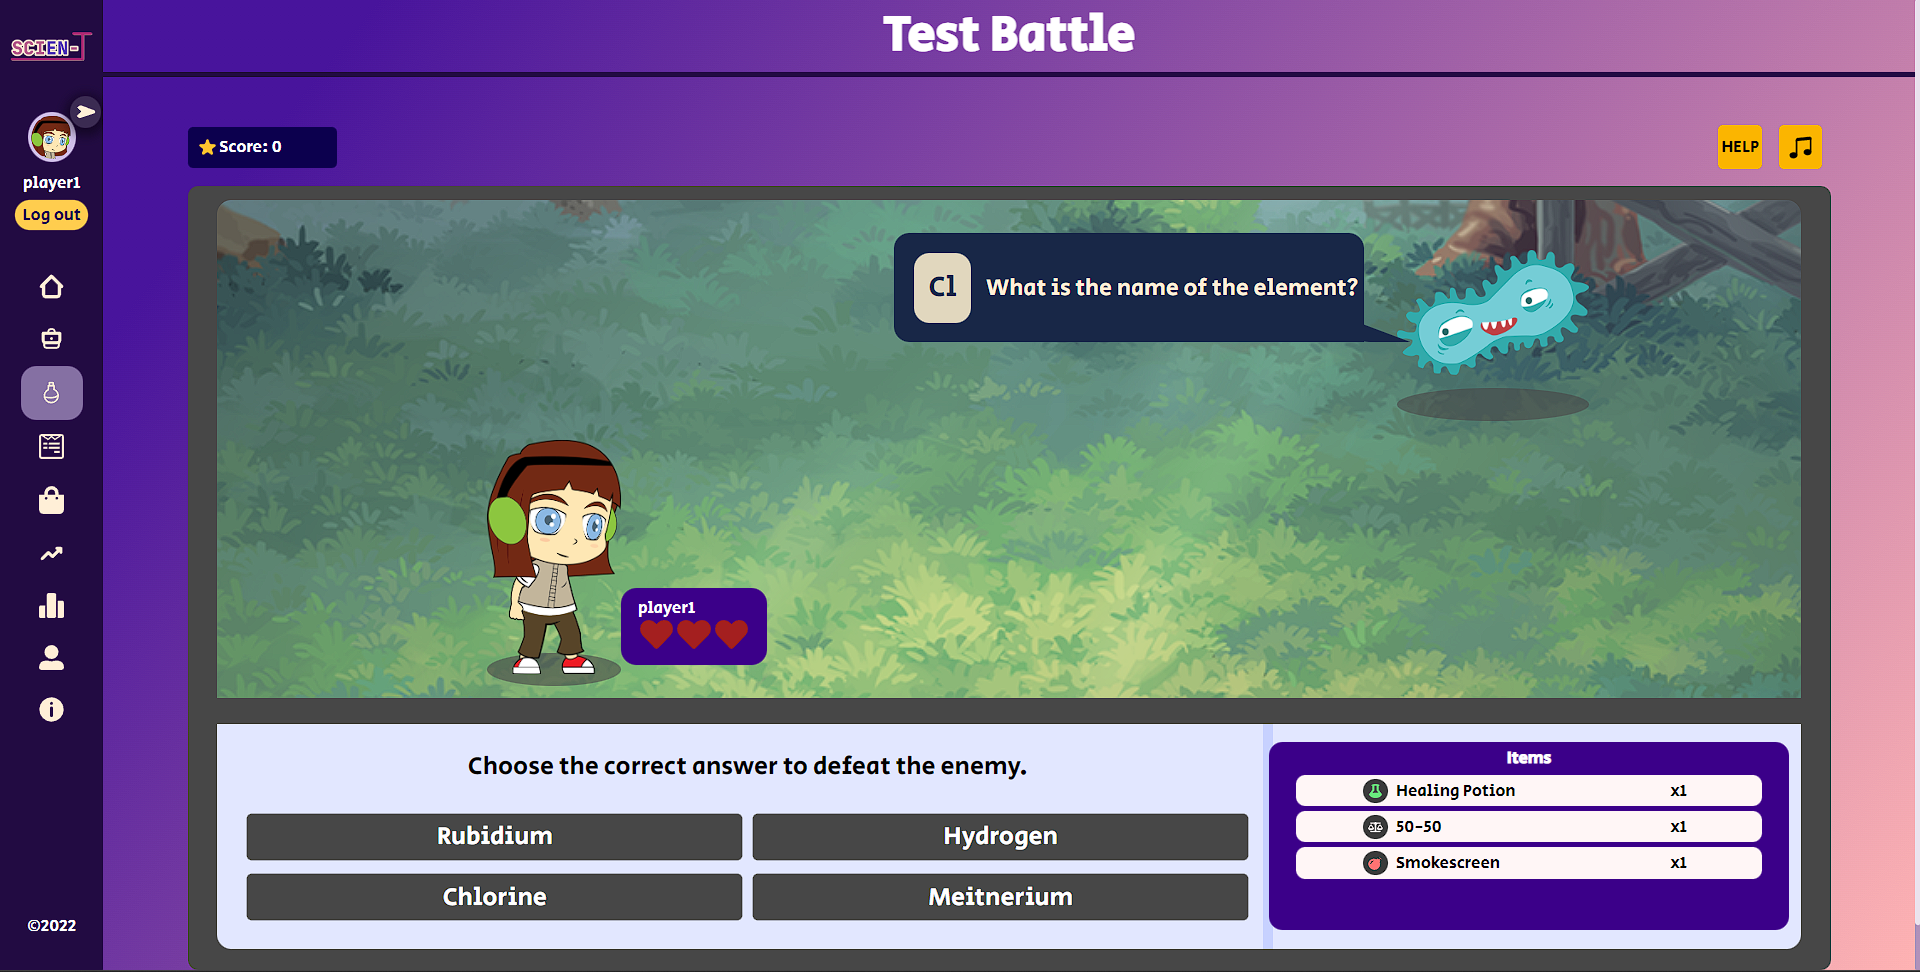 SCIEN-T
Test Battle
player1
Log out
Score: 0
HELP
Cl What is the name of the element?
player1
Choose the correct answer to defeat the enemy.
Rubidium
Hydrogen
Chlorine
Meitnerium
Items
Healing Potion x1
50-50 x1
Smokescreen x1
©2022